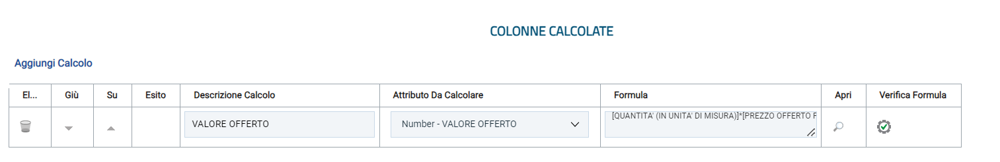 COLONNE CALCOLATE
Aggiungi Calcolo
El... Giù Su Esito Descrizione Calcolo Attributo Da Calcolare Formula Apri Verifica Formula
VALORE OFFERTO Number - VALORE OFFERTO [QUANTITA' (IN UNITA' DI MISURA)]*[PREZZO OFFERTO